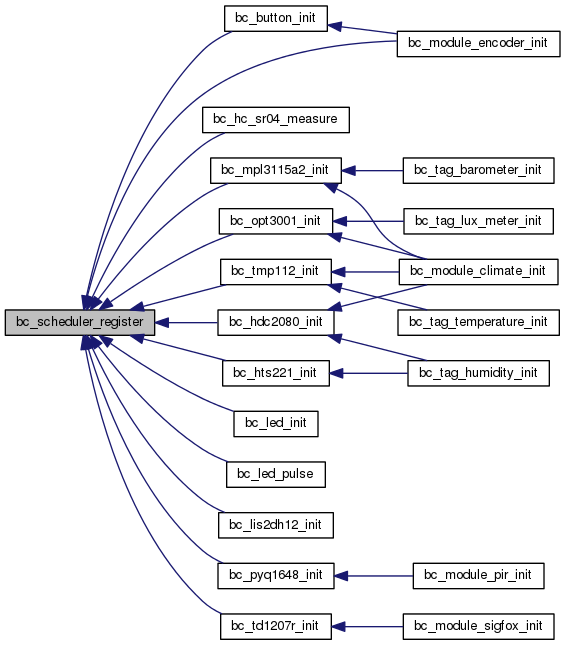 bc_button_init
bc_module_encoder_init
bc_hc_sr04_measure
bc_mpl3115a2_init
bc_tag_barometer_init
bc_opt3001_init
bc_tag_lux_meter_init
bc_tmp112_init
bc_module_climate_init
bc_scheduler_register
bc_hdc2080_init
bc_tag_temperature_init
bc_hts221_init
bc_tag_humidity_init
bc_led_init
bc_led_pulse
bc_lis2dh12_init
bc_pyq1648_init
bc_module_pir_init
bc_td1207r_init
bc_module_sigfox_init